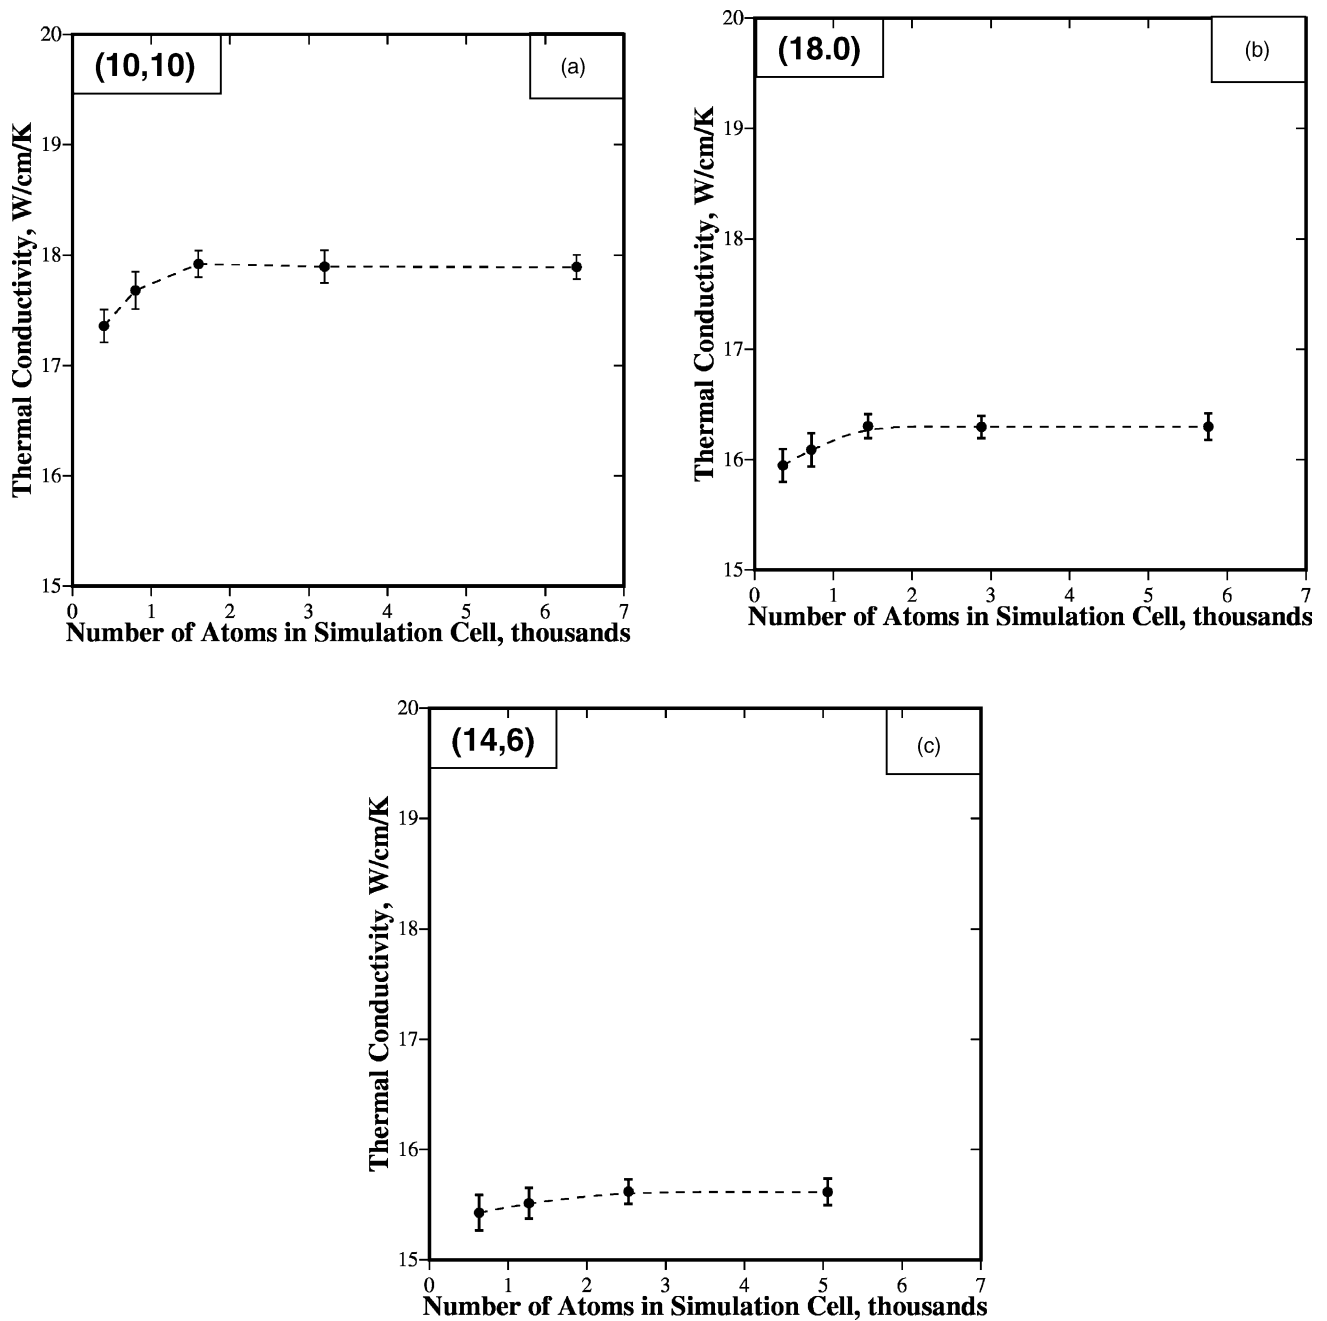 20
(10,10)
(a)
19
18
17
16
15
0 1 2 3 4 5 6 7
Thermal Conductivity, W/cm/K
Number of Atoms in Simulation Cell, thousands
20
(18.0)
(b)
19
18
17
16
15
0 1 2 3 4 5 6 7
Thermal Conductivity, W/cm/K
Number of Atoms in Simulation Cell, thousands
20
(14,6)
(c)
19
18
17
16
15
0 1 2 3 4 5 6 7
Thermal Conductivity, W/cm/K
Number of Atoms in Simulation Cell, thousands